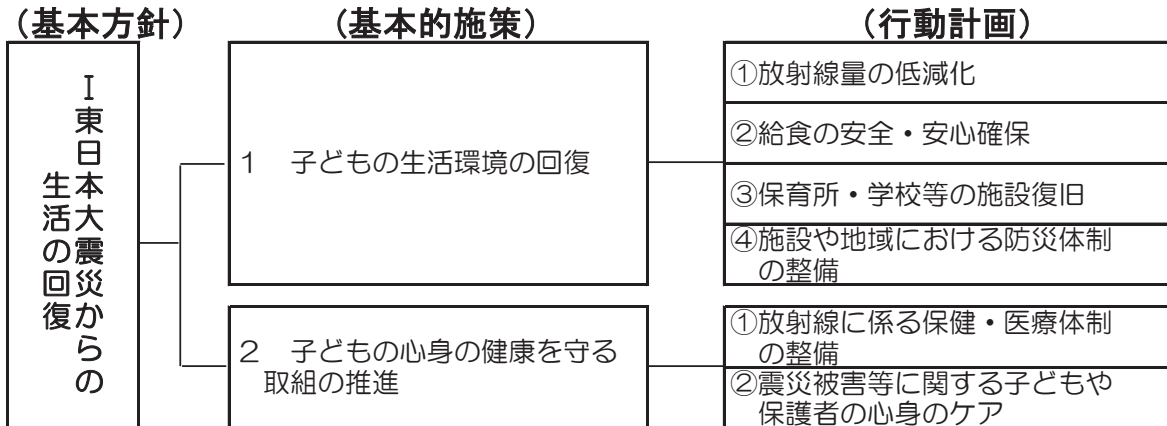 (基本方針)
(基本的施策)
(行動計画)
Ⅰ東日本大震災からの
生活の回復
1 子どもの生活環境の回復
①放射線量の低減化
②給食の安全・安心確保
③保育所・学校等の施設復旧
④施設や地域における防災体制
の整備
2 子どもの心身の健康を守る
取組の推進
①放射線に係る保健・医療体制
の整備
②震災被害等に関する子どもや
保護者の心身のケア